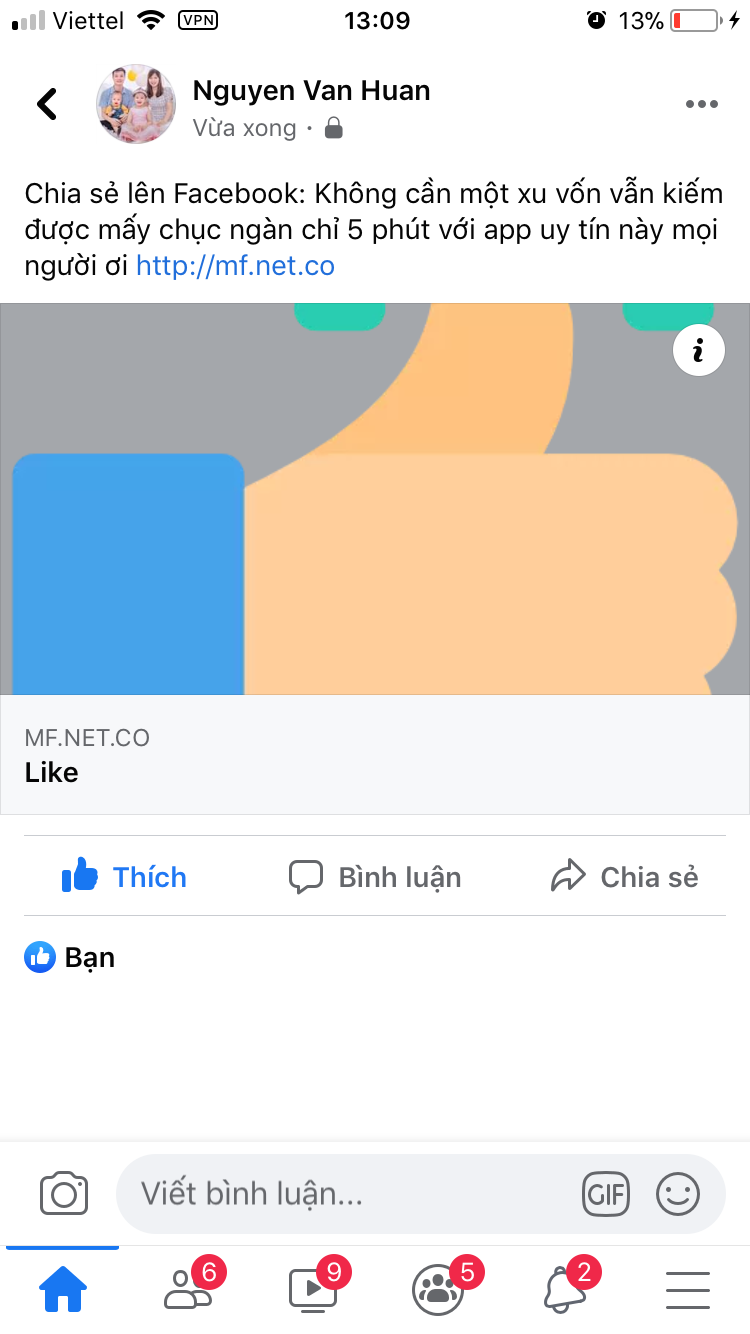 Viettel VPN 13:09 13%
Nguyen Van Huan
Vừa xong ·
Chia sẻ lên Facebook: Không cần một xu vốn vẫn kiếm
được mấy chục ngàn chỉ 5 phút với app uy tín này mọi
người ơi http://mf.net.co
i
MF.NET.CO
Like
Thích Bình luận Chia sẻ
Bạn
Viết bình luận... GIF
6 9 5 2